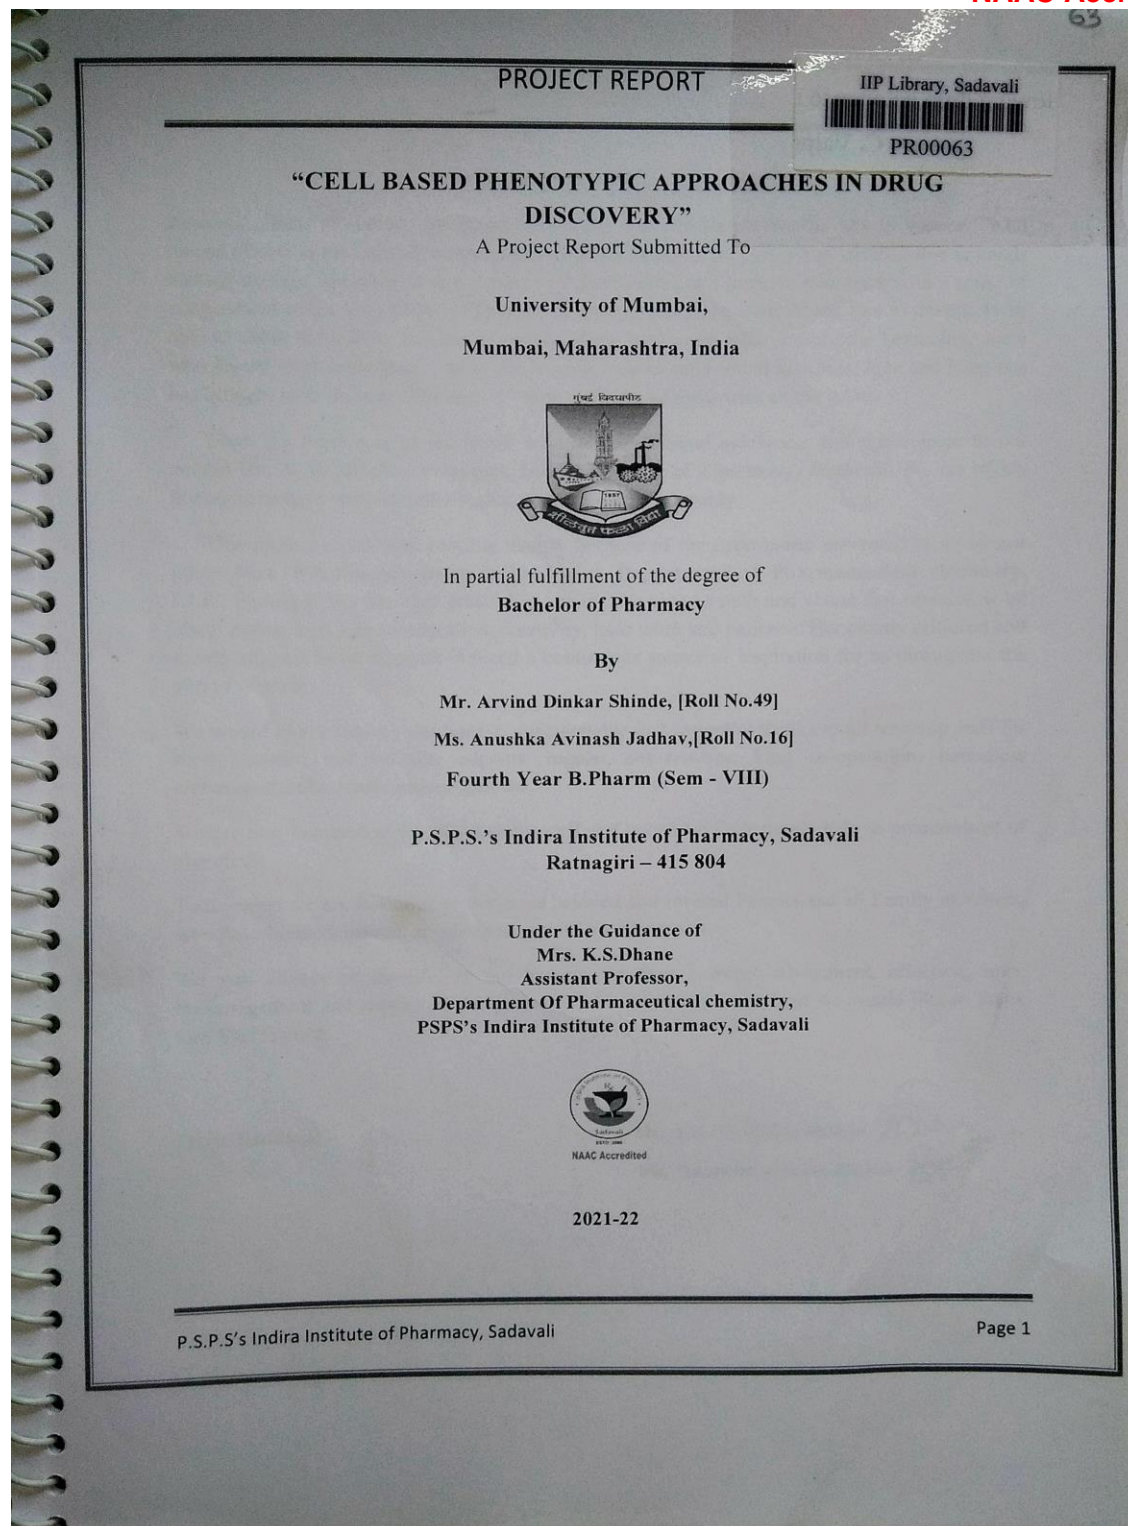 63
PROJECT REPORT
IIP Library, Sadavali
PR00063
“CELL BASED PHENOTYPIC APPROACHES IN DRUG
DISCOVERY”
A Project Report Submitted To
University of Mumbai,
Mumbai, Maharashtra, India
मुंबई विद्यापीठ
1857
शीलवृत्त फला विद्या
In partial fulfillment of the degree of
Bachelor of Pharmacy
By
Mr. Arvind Dinkar Shinde, [Roll No.49]
Ms. Anushka Avinash Jadhav,[Roll No.16]
Fourth Year B.Pharm (Sem - VIII)
P.S.P.S.’s Indira Institute of Pharmacy, Sadavali
Ratnagiri – 415 804
Under the Guidance of
Mrs. K.S.Dhane
Assistant Professor,
Department Of Pharmaceutical chemistry,
PSPS’s Indira Institute of Pharmacy, Sadavali
Sadavali
NAAC Accredited
2021-22
P.S.P.S’s Indira Institute of Pharmacy, Sadavali
Page 1